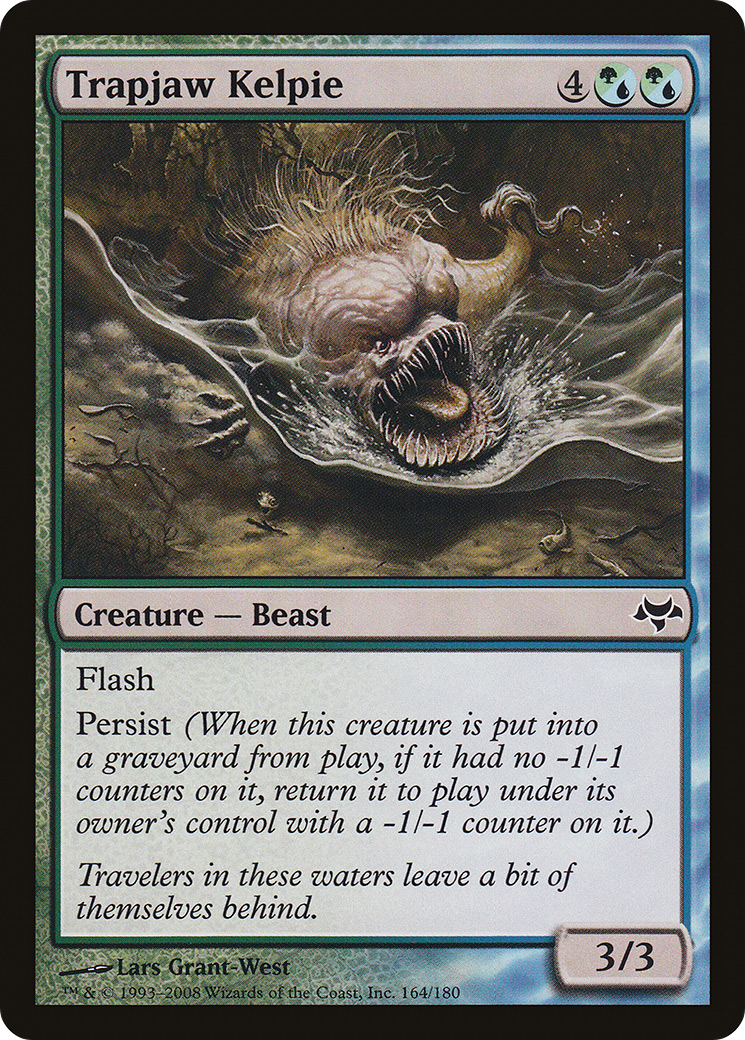 Trapjaw Kelpie 4
Creature — Beast
Flash
Persist (When this creature is put into
a graveyard from play, if it had no -1/-1
counters on it, return it to play under its
owner's control with a -1/-1 counter on it.)
Travelers in these waters leave a bit of
themselves behind.
3/3
Lars Grant-West
™ & © 1993–2008 Wizards of the Coast, Inc. 164/180